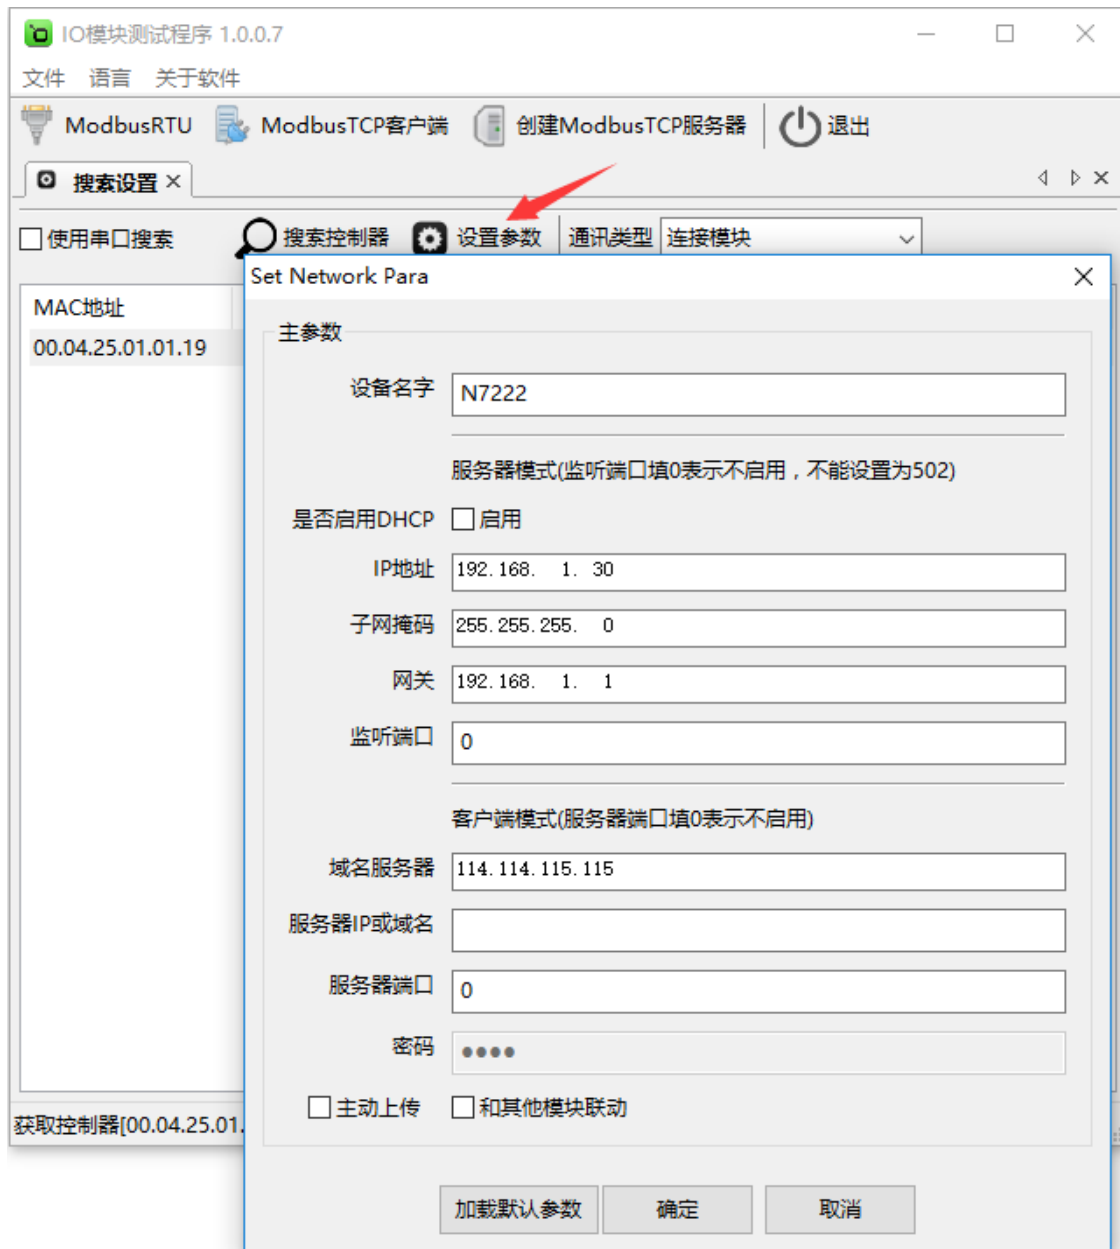 IO模块测试程序 1.0.0.7
文件 语言 关于软件
ModbusRTU ModbusTCP客户端 创建ModbusTCP服务器 退出
搜索设置
使用串口搜索 搜索控制器 设置参数 通讯类型 连接模块
Set Network Para
MAC地址
00.04.25.01.01.19
主参数
设备名字 N7222
服务器模式(监听端口填0表示不启用，不能设置为502)
是否启用DHCP 启用
IP地址 192.168. 1. 30
子网掩码 255.255.255. 0
网关 192.168. 1. 1
监听端口 0
客户端模式(服务器端口填0表示不启用)
域名服务器 114.114.115.115
服务器IP或域名
服务器端口 0
密码 ●●●●
主动上传 和其他模块联动
获取控制器[00.04.25.01.
加载默认参数 确定 取消